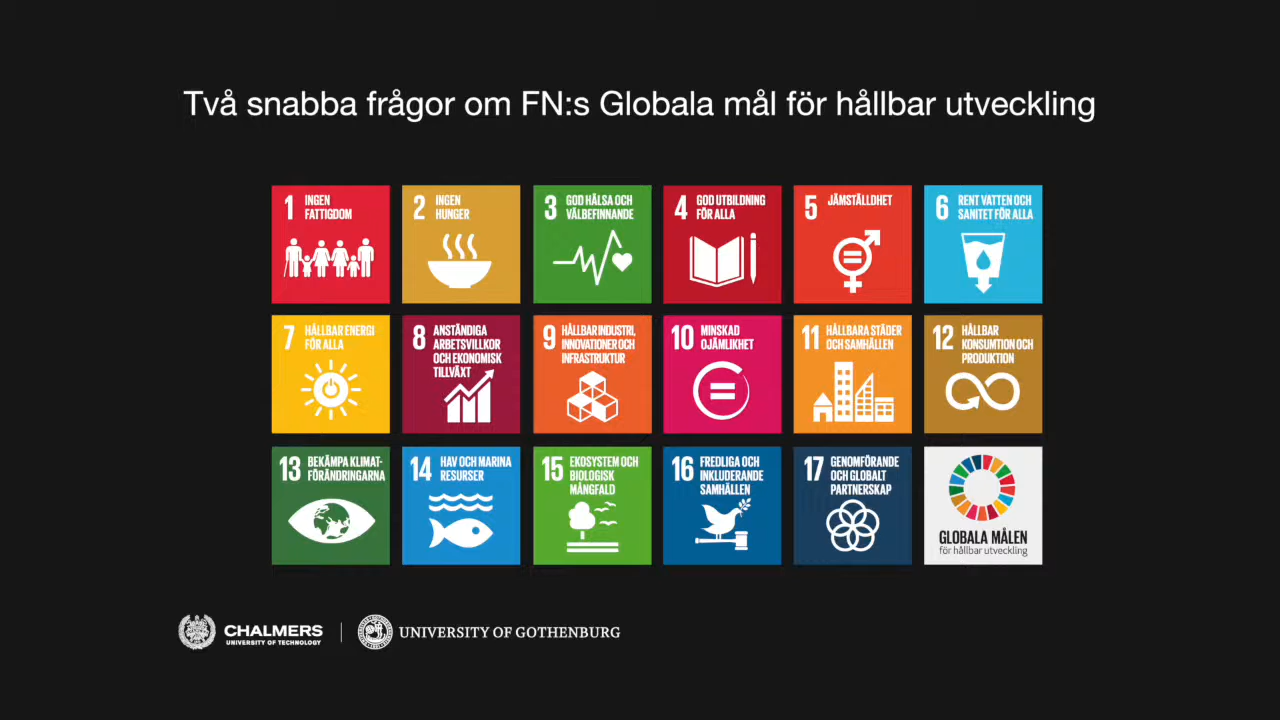 Två snabba frågor om FN:s Globala mål för hållbar utveckling
1 INGEN
FATTIGDOM
2 INGEN
HUNGER
3 GOD HÄLSA OCH
VÄLBEFINNANDE
4 GOD UTBILDNING
FÖR ALLA
5 JÄMSTÄLLDHET
6 RENT VATTEN OCH
SANITET FÖR ALLA
7 HÅLLBAR ENERGI
FÖR ALLA
8 ANSTÄNDIGA
ARBETSVILLKOR
OCH EKONOMISK
TILLVÄXT
9 HÅLLBAR INDUSTRI,
INNOVATIONER OCH
INFRASTRUKTUR
10 MINSKAD
OJÄMLIKHET
11 HÅLLBARA STÄDER
OCH SAMHÄLLEN
12 HÅLLBAR
KONSUMTION OCH
PRODUKTION
13 BEKÄMPA KLIMAT-
FÖRÄNDRINGARNA
14 HAV OCH MARINA
RESURSER
15 EKOSYSTEM OCH
BIOLOGISK
MÅNGFALD
16 FREDLIGA OCH
INKLUDERANDE
SAMHÄLLEN
17 GENOMFÖRANDE
OCH GLOBALT
PARTNERSKAP
GLOBALA MÅLEN
för hållbar utveckling
CHALMERS
UNIVERSITY OF TECHNOLOGY
UNIVERSITY OF GOTHENBURG